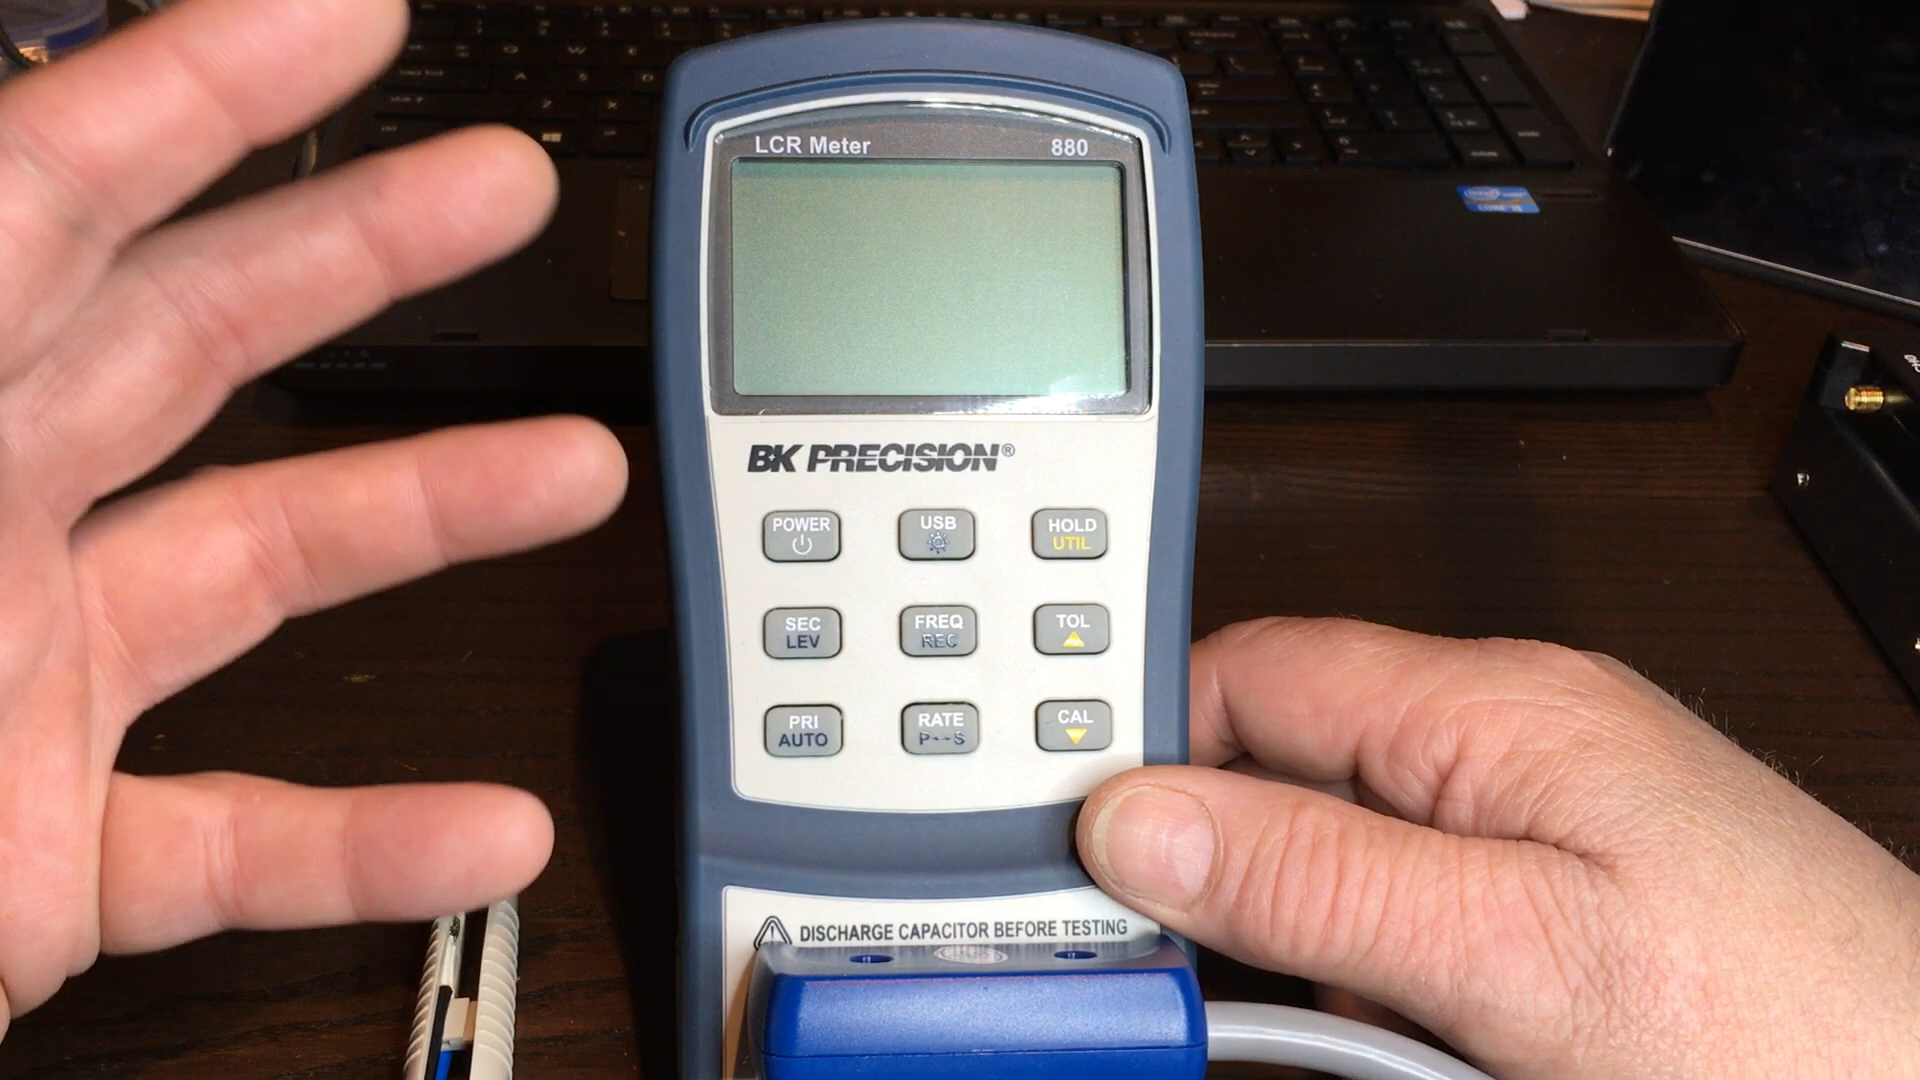 LCR Meter 880
BK PRECISION®
POWER USB HOLD
UTIL
SEC FREQ TOL
LEV REC
PRI RATE CAL
AUTO P↔S
DISCHARGE CAPACITOR BEFORE TESTING